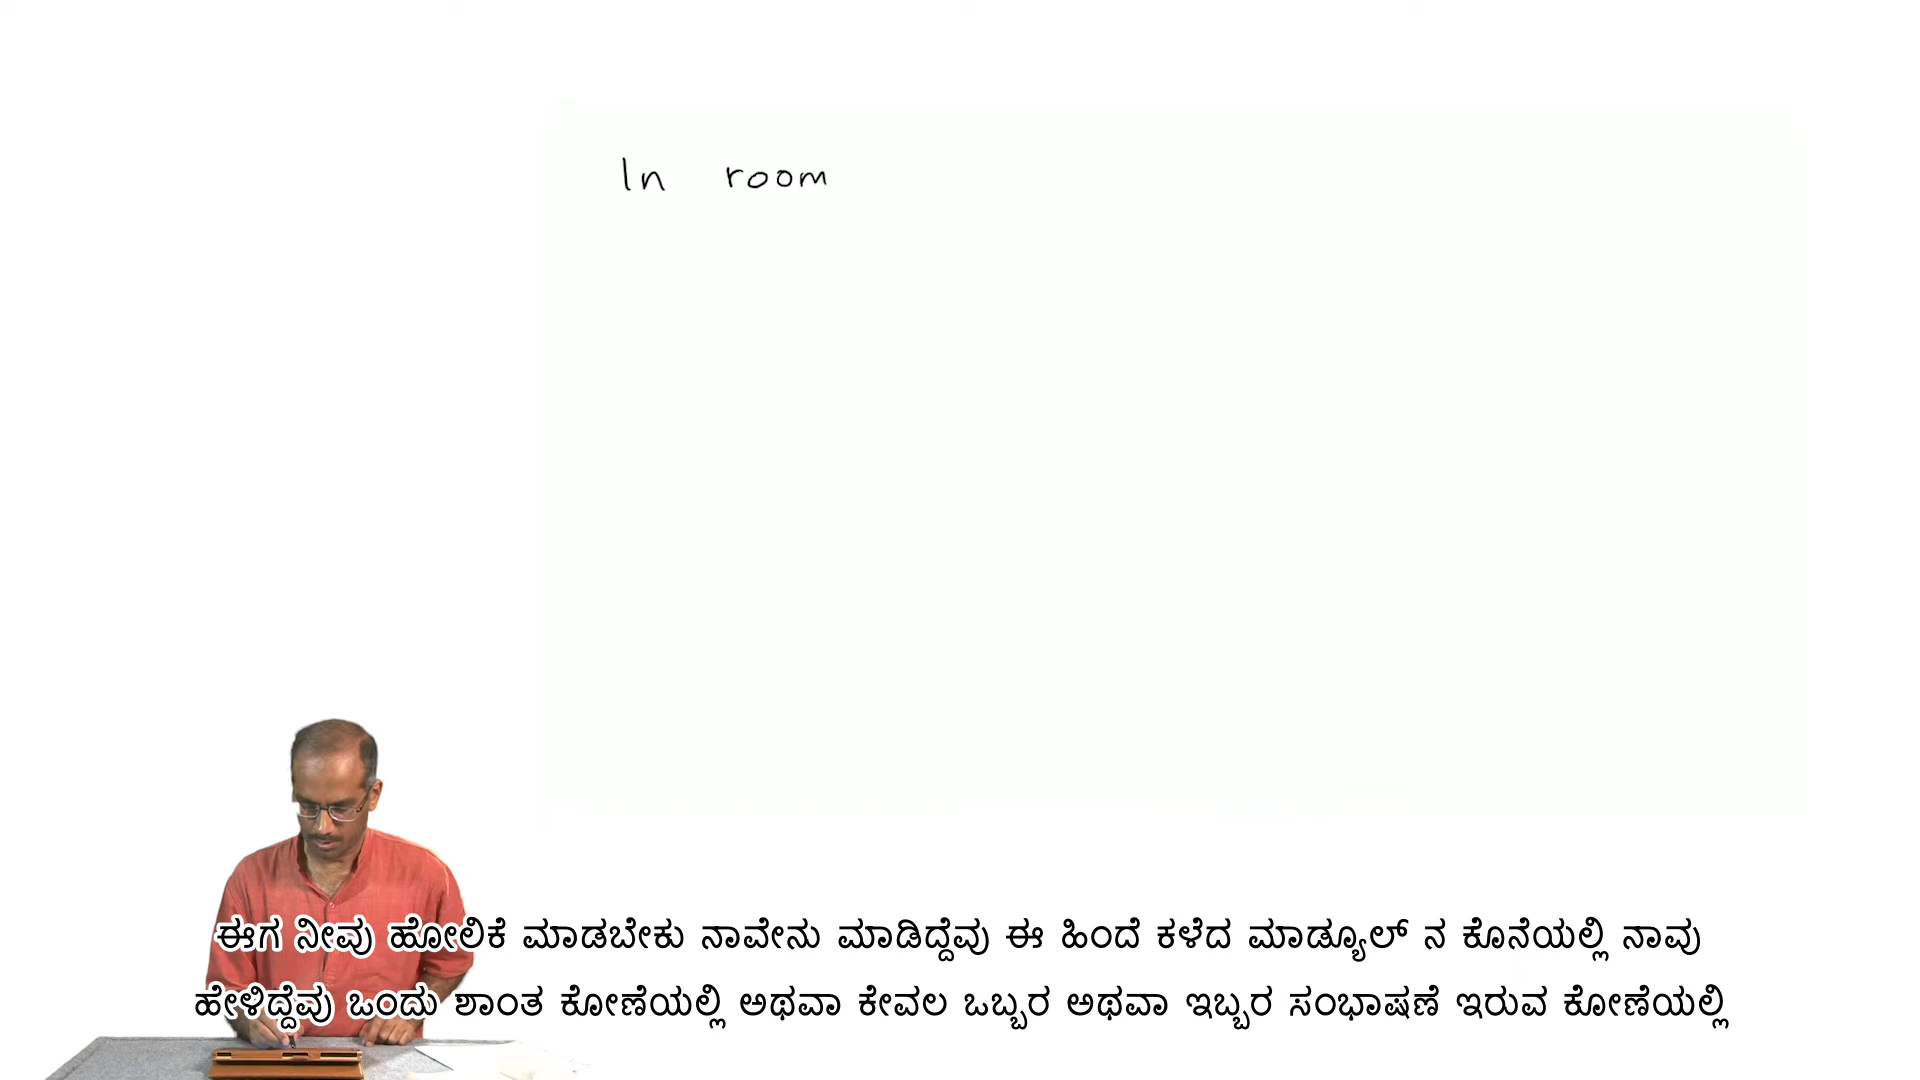 In room
ಈಗ ನೀವು ಹೋಲಿಕೆ ಮಾಡಬೇಕು ನಾವೇನು ಮಾಡಿದ್ದೆವು ಈ ಹಿಂದೆ ಕಳೆದ ಮಾಡ್ಯೂಲ್ ನ ಕೊನೆಯಲ್ಲಿ ನಾವು
ಹೇಳಿದ್ದೆವು ಒಂದು ಶಾಂತ ಕೋಣೆಯಲ್ಲಿ ಅಥವಾ ಕೇವಲ ಒಬ್ಬರ ಅಥವಾ ಇಬ್ಬರ ಸಂಭಾಷಣೆ ಇರುವ ಕೋಣೆಯಲ್ಲಿ